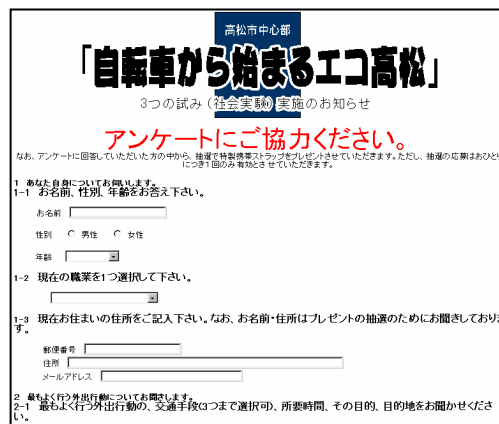 高松市中心部
「自転車から始まるエコ高松」
3つの試み(社会実験)実施のお知らせ
アンケートにご協力ください。
なお、アンケートに回答していただいた方の中から、抽選で特製携帯ストラップをプレゼントさせていただきます。ただし、抽選の応募はおひとり
につき1回のみ有効とさせていただきます。
1 あなた自身についてお伺いします。
1-1 お名前、性別、年齢をお答え下さい。
お名前
性別 男性 女性
年齢
1-2 現在の職業を1つ選択して下さい。
1-3 現在お住まいの住所をご記入下さい。なお、お名前・住所はプレゼントの抽選のためにお聞きしておりま
す。
郵便番号
住所
メールアドレス
2 最もよく行う外出行動についてお聞きします。
2-1 最もよく行う外出行動の、交通手段(3つまで選択可)、所要時間、その目的、目的地をお聞かせくださ
い。